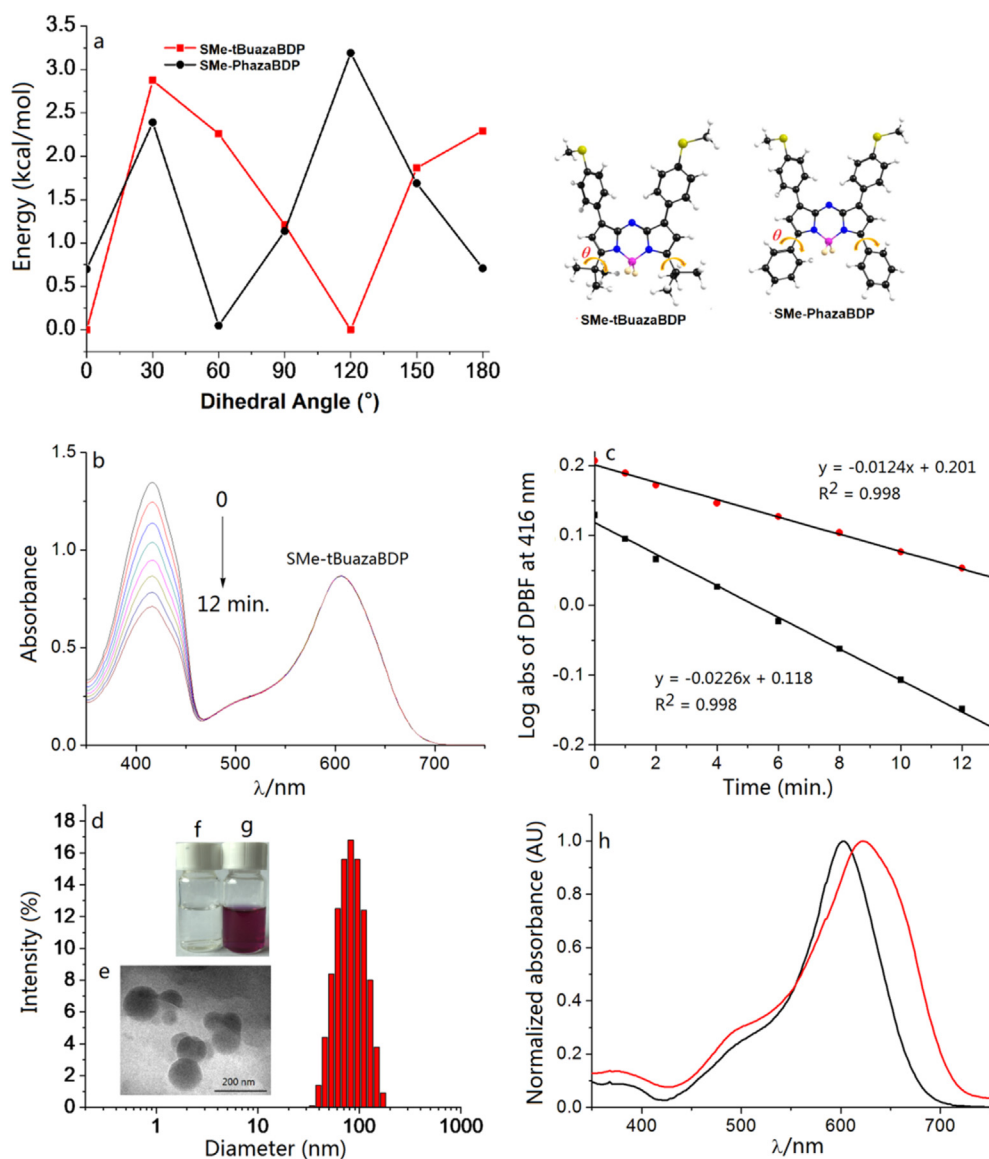 a
SMe-tBuazaBDP
SMe-PhazaBDP
Energy (kcal/mol)
3.5
3.0
2.5
2.0
1.5
1.0
0.5
0.0
0 30 60 90 120 150 180
Dihedral Angle (°)
θ
θ
SMe-tBuazaBDP
SMe-PhazaBDP
b
Absorbance
1.5
1.0
0.5
0.0
0
12 min.
SMe-tBuazaBDP
400 500 600 700
λ/nm
c
Log abs of DPBF at 416 nm
0.2
0.1
0.0
-0.1
-0.2
y = -0.0124x + 0.201
R2 = 0.998
y = -0.0226x + 0.118
R2 = 0.998
0 2 4 6 8 10 12
Time (min.)
d
f g
e
200 nm
Intensity (%)
18
16
14
12
10
8
6
4
2
0
1 10 100 1000
Diameter (nm)
h
Normalized absorbance (AU)
1.0
0.8
0.6
0.4
0.2
0.0
400 500 600 700
λ/nm